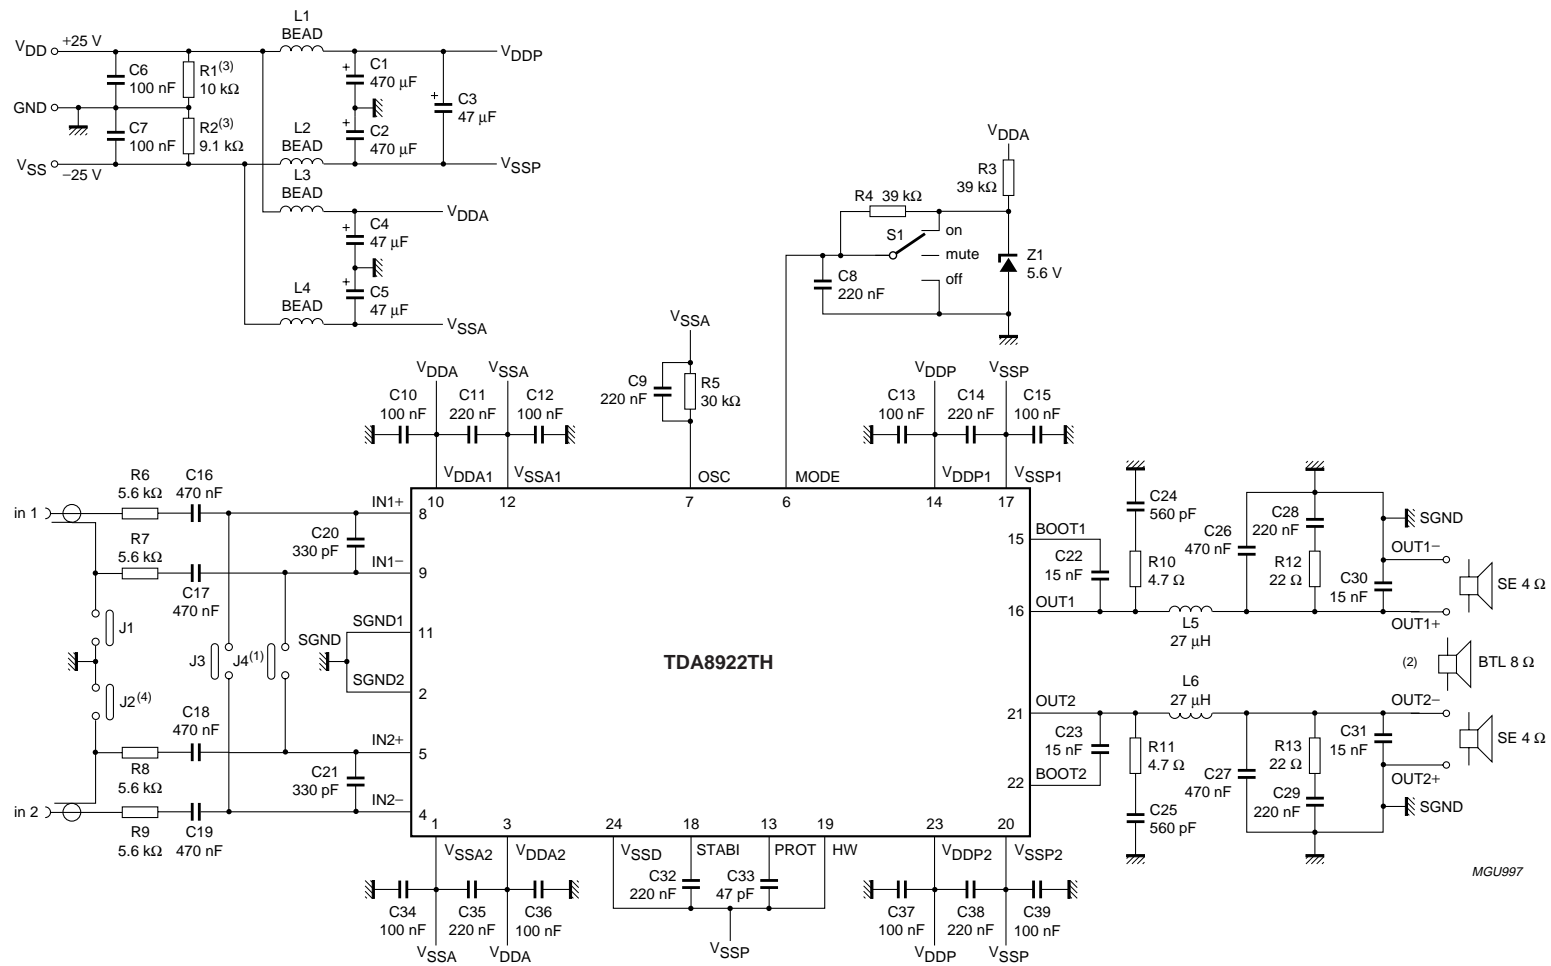 L1
BEAD
VDD +25 V
VDDP
C6
100 nF
R1(3)
10 kΩ
+
C1
470 μF
+
C3
47 μF
GND
C7
100 nF
R2(3)
9.1 kΩ
L2
BEAD
+
C2
470 μF
VSS −25 V
VSSP
L3
BEAD
VDDA
+
C4
47 μF
+
C5
47 μF
L4
BEAD
VSSA
VDDA
R3
39 kΩ
R4 39 kΩ
S1
on
mute
off
Z1
5.6 V
C8
220 nF
VSSA
C9
220 nF
R5
30 kΩ
VDDA
VSSA
C10
100 nF
C11
220 nF
C12
100 nF
VDDP
VSSP
C13
100 nF
C14
220 nF
C15
100 nF
VDDA1
VSSA1
OSC
MODE
VDDP1
VSSP1
10
12
7
6
14
17
in 1
R6
5.6 kΩ
C16
470 nF
IN1+
8
C20
330 pF
R7
5.6 kΩ
C17
470 nF
IN1−
9
J1
J2(4)
J3
J4(1)
SGND
SGND1
11
SGND2
2
TDA8922TH
C18
470 nF
R8
5.6 kΩ
IN2+
5
C21
330 pF
in 2
R9
5.6 kΩ
C19
470 nF
IN2−
4
15
BOOT1
C22
15 nF
16
OUT1
C24
560 pF
R10
4.7 Ω
L5
27 μH
C26
470 nF
C28
220 nF
R12
22 Ω
C30
15 nF
SGND
OUT1−
SE 4 Ω
OUT1+
(2)
BTL 8 Ω
21
OUT2
L6
27 μH
OUT2−
C23
15 nF
22
BOOT2
R11
4.7 Ω
C25
560 pF
C27
470 nF
R13
22 Ω
C29
220 nF
C31
15 nF
SE 4 Ω
OUT2+
SGND
1
3
24
18
13
19
23
20
VSSA2
VDDA2
VSSD
STABI
PROT
HW
VDDP2
VSSP2
C34
100 nF
C35
220 nF
C36
100 nF
VSSA
VDDA
C32
220 nF
C33
47 pF
VSSP
C37
100 nF
C38
220 nF
C39
100 nF
VDDP
VSSP
MGU997